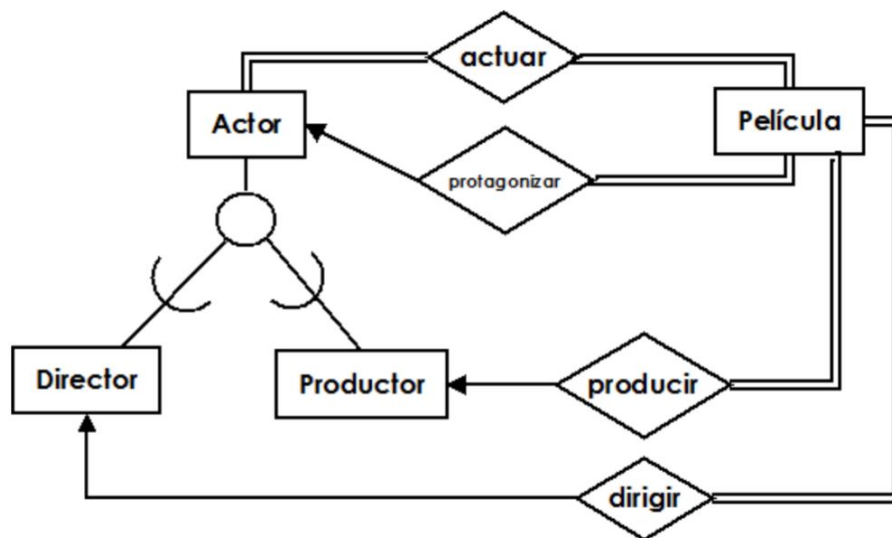 actuar
Actor
Película
protagonizar
Director
Productor
producir
dirigir